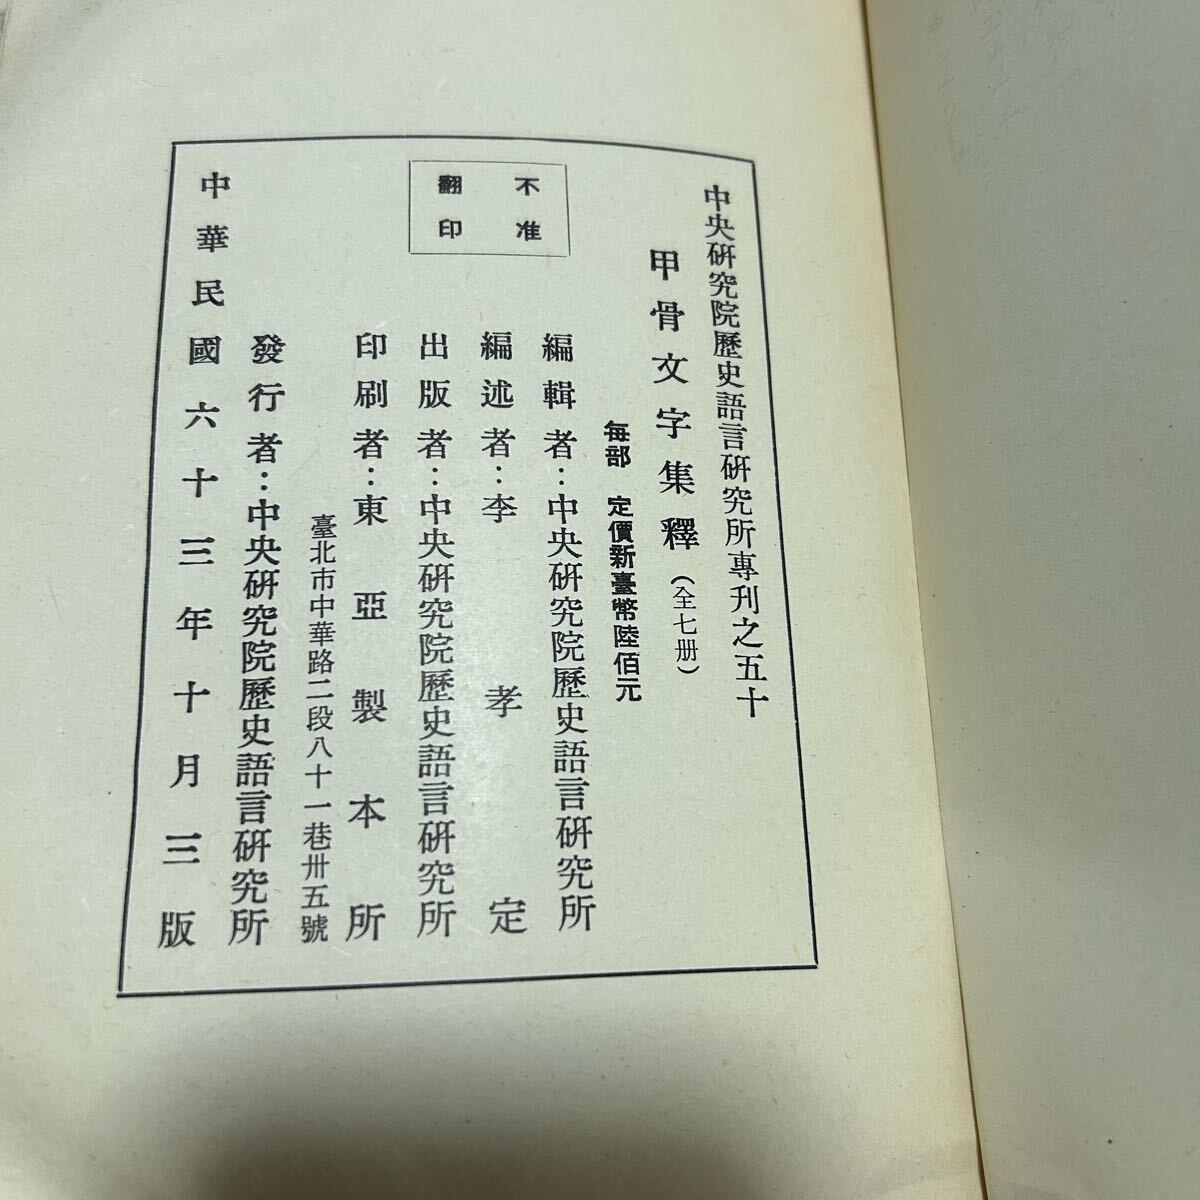 中央研究院歷史語言研究所專刊之五十
甲骨文字集釋(全七册)
每部 定價新臺幣陸佰元
不准
翻印
編輯者：中央研究院歷史語言研究所
編述者：李孝定
出版者：中央研究院歷史語言研究所
印刷者：東亞製本所
臺北市中華路二段八十一巷卅五號
發行者：中央研究院歷史語言研究所
中華民國六十三年十月三版